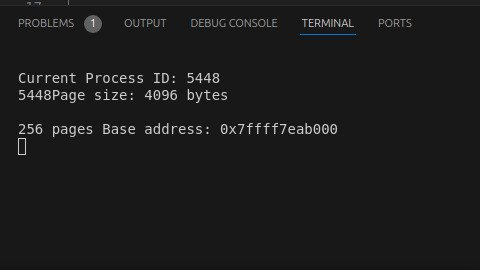 17
PROBLEMS 1 OUTPUT DEBUG CONSOLE TERMINAL PORTS
Current Process ID: 5448
5448Page size: 4096 bytes
256 pages Base address: 0x7ffff7eab000